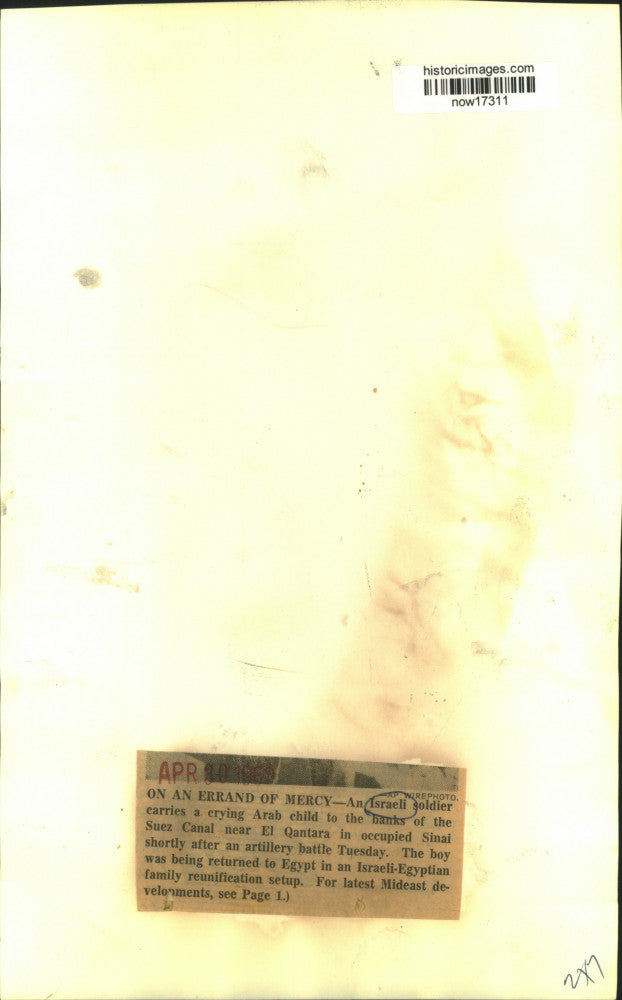 historicimages.com
now17311
APR 30 1969
AP WIREPHOTO.
ON AN ERRAND OF MERCY—An Israeli soldier
carries a crying Arab child to the banks of the
Suez Canal near El Qantara in occupied Sinai
shortly after an artillery battle Tuesday. The boy
was being returned to Egypt in an Israeli-Egyptian
family reunification setup. For latest Mideast de-
velopments, see Page 1.)
2x7